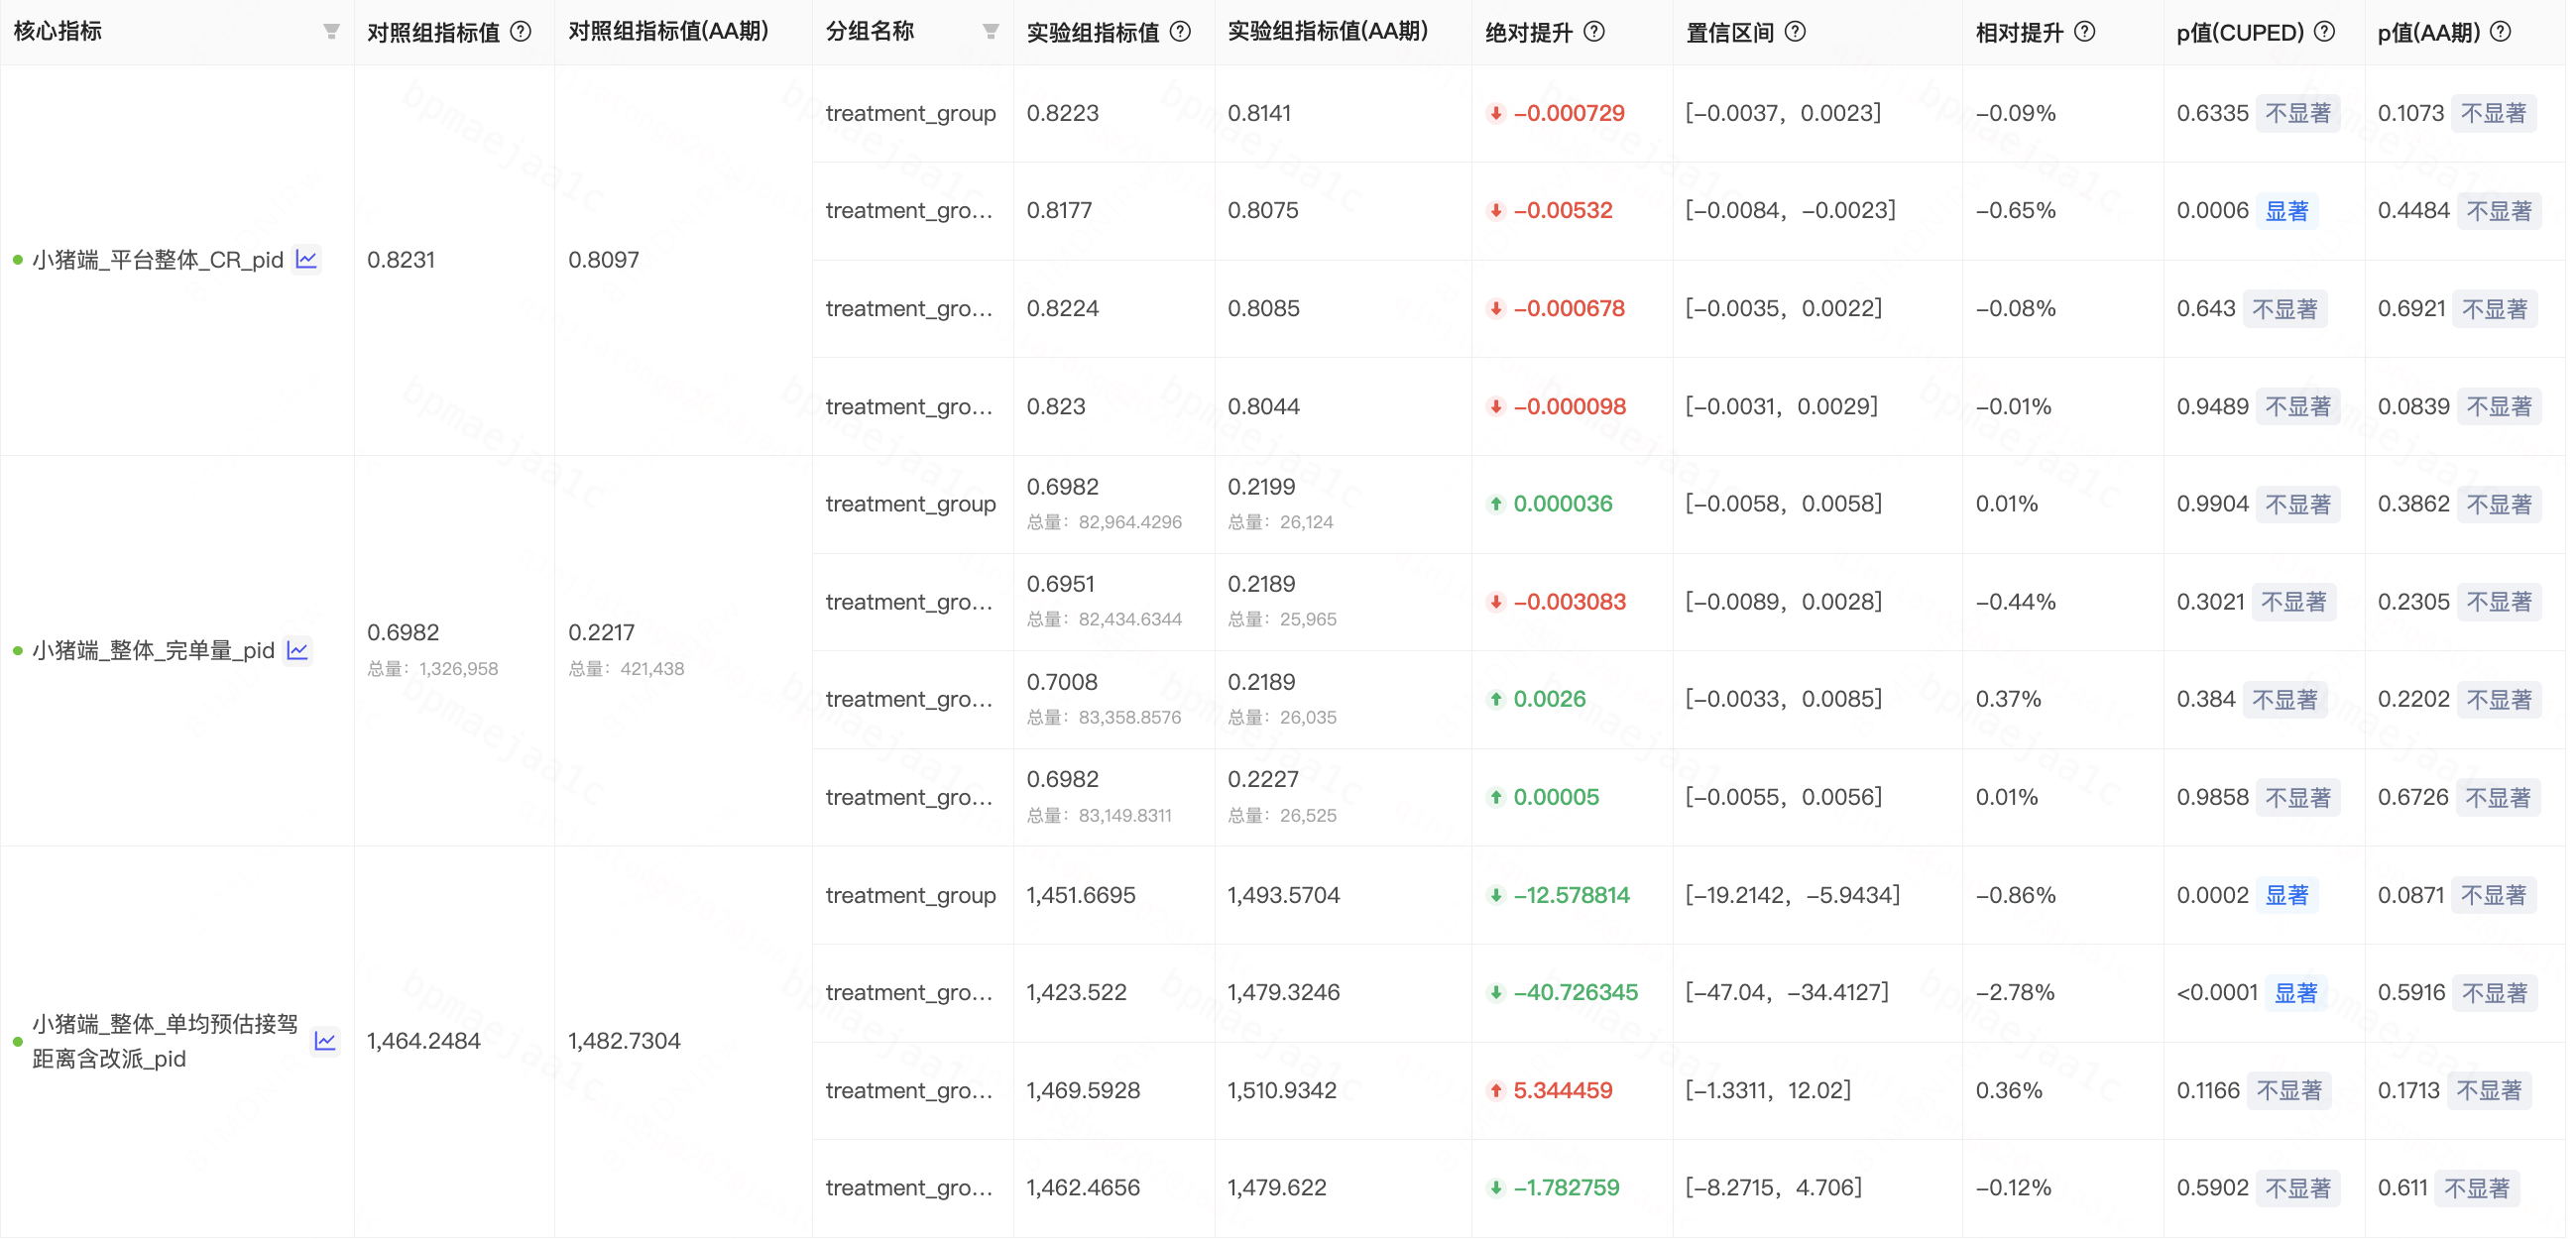 核心指标 对照组指标值 对照组指标值(AA期) 分组名称 实验组指标值 实验组指标值(AA期) 绝对提升 置信区间 相对提升 p值(CUPED) p值(AA期)
小猪端_平台整体_CR_pid 0.8231 0.8097
treatment_group 0.8223 0.8141 -0.000729 [-0.0037, 0.0023] -0.09% 0.6335 不显著 0.1073 不显著
treatment_gro... 0.8177 0.8075 -0.00532 [-0.0084, -0.0023] -0.65% 0.0006 显著 0.4484 不显著
treatment_gro... 0.8224 0.8085 -0.000678 [-0.0035, 0.0022] -0.08% 0.643 不显著 0.6921 不显著
treatment_gro... 0.823 0.8044 -0.000098 [-0.0031, 0.0029] -0.01% 0.9489 不显著 0.0839 不显著
小猪端_整体_完单量_pid 0.6982 0.2217
总量: 1,326,958 总量: 421,438
treatment_group 0.6982 0.2199 0.000036 [-0.0058, 0.0058] 0.01% 0.9904 不显著 0.3862 不显著
总量: 82,964.4296 总量: 26,124
treatment_gro... 0.6951 0.2189 -0.003083 [-0.0089, 0.0028] -0.44% 0.3021 不显著 0.2305 不显著
总量: 82,434.6344 总量: 25,965
treatment_gro... 0.7008 0.2189 0.0026 [-0.0033, 0.0085] 0.37% 0.384 不显著 0.2202 不显著
总量: 83,358.8576 总量: 26,035
treatment_gro... 0.6982 0.2227 0.00005 [-0.0055, 0.0056] 0.01% 0.9858 不显著 0.6726 不显著
总量: 83,149.8311 总量: 26,525
小猪端_整体_单均预估接驾
距离含改派_pid
1,464.2484 1,482.7304
treatment_group 1,451.6695 1,493.5704 -12.578814 [-19.2142, -5.9434] -0.86% 0.0002 显著 0.0871 不显著
treatment_gro... 1,423.522 1,479.3246 -40.726345 [-47.04, -34.4127] -2.78% <0.0001 显著 0.5916 不显著
treatment_gro... 1,469.5928 1,510.9342 5.344459 [-1.3311, 12.02] 0.36% 0.1166 不显著 0.1713 不显著
treatment_gro... 1,462.4656 1,479.622 -1.782759 [-8.2715, 4.706] -0.12% 0.5902 不显著 0.611 不显著
bpmaejaa1c